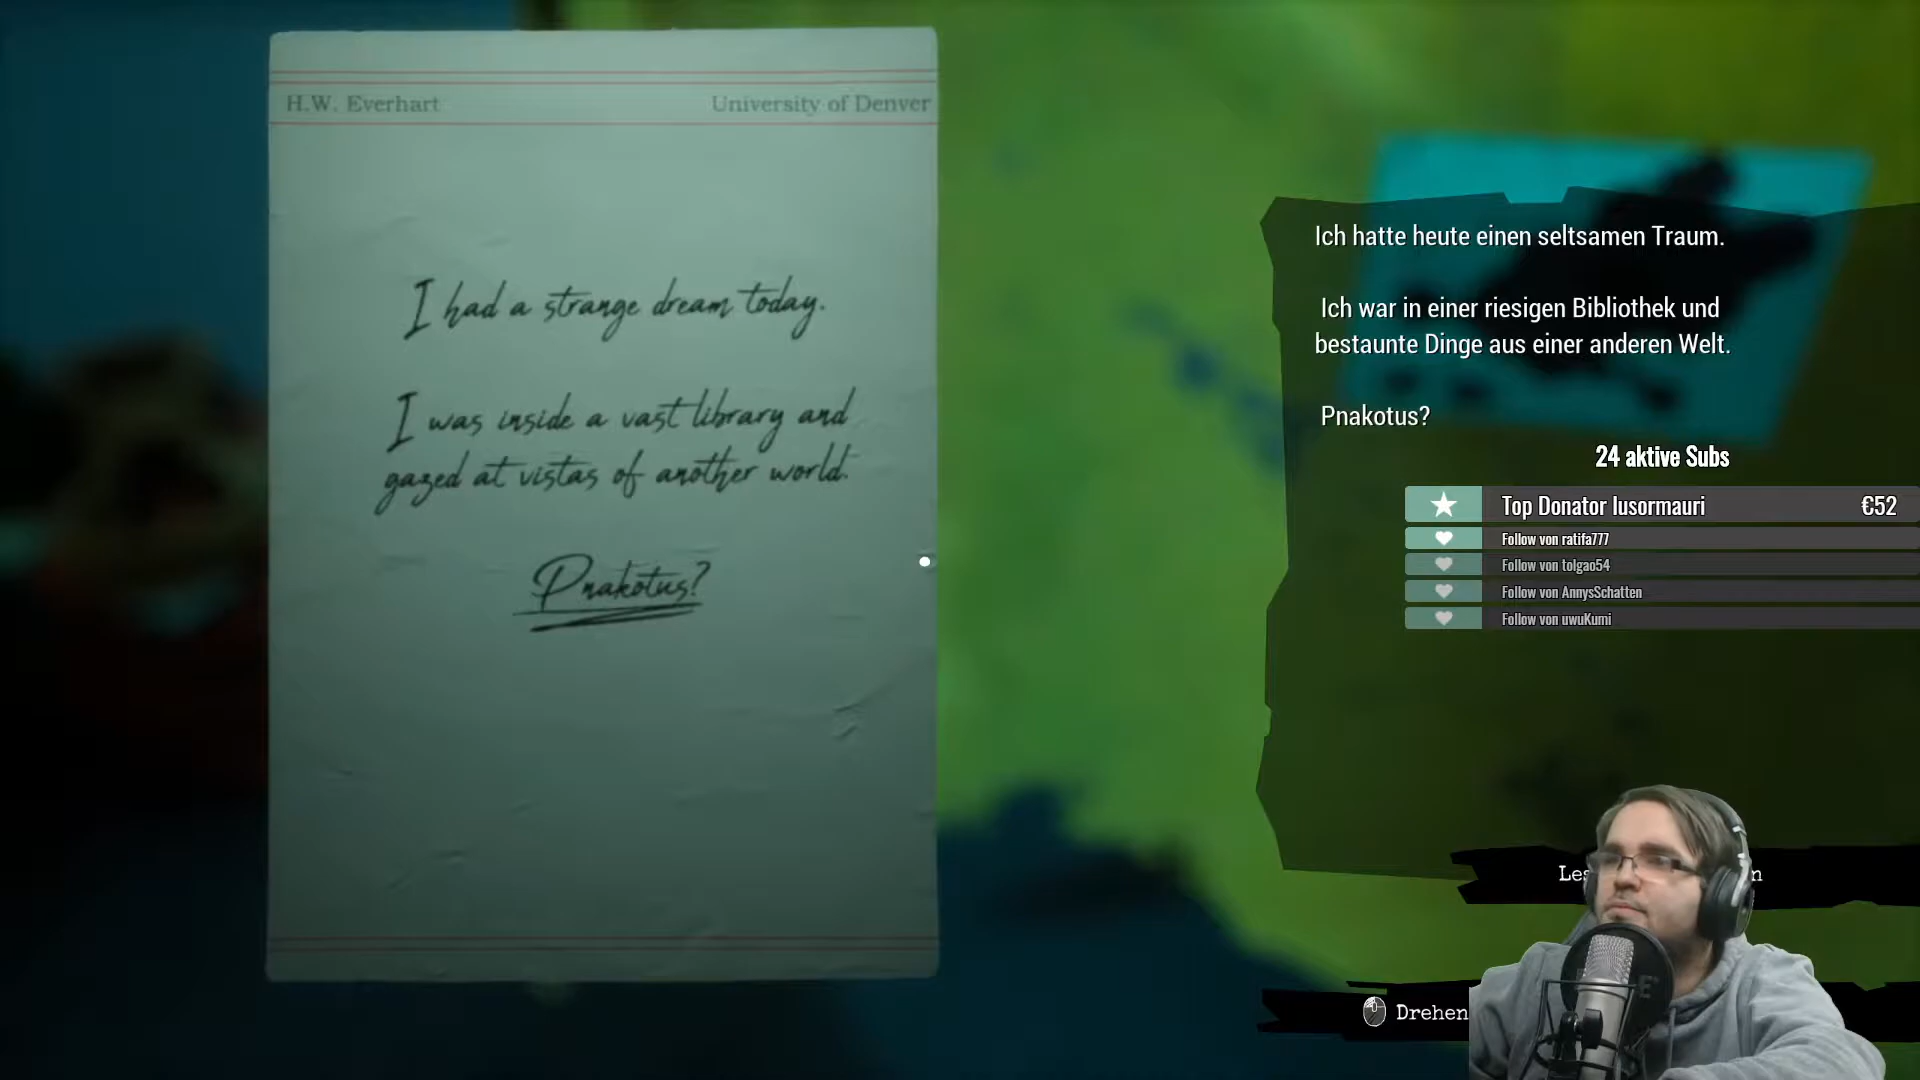 H.W. Everhart
University of Denver
I had a strange dream today.
I was inside a vast library and
gazed at vistas of another world.
Pnakotus?
Ich hatte heute einen seltsamen Traum.
Ich war in einer riesigen Bibliothek und
bestaunte Dinge aus einer anderen Welt.
Pnakotus?
24 aktive Subs
Top Donator lusormauri €52
Follow von ratifa777
Follow von tolgao54
Follow von AnnysSchatten
Follow von uwuKumi
Drehen